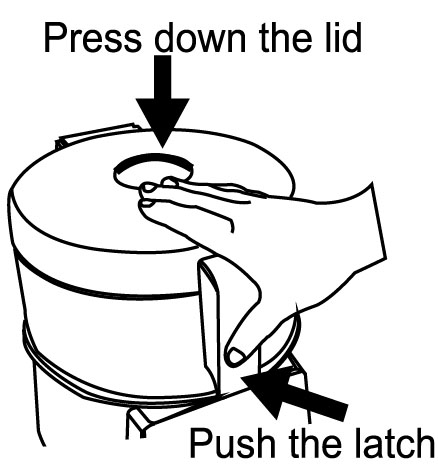 Press down the lid
Push the latch